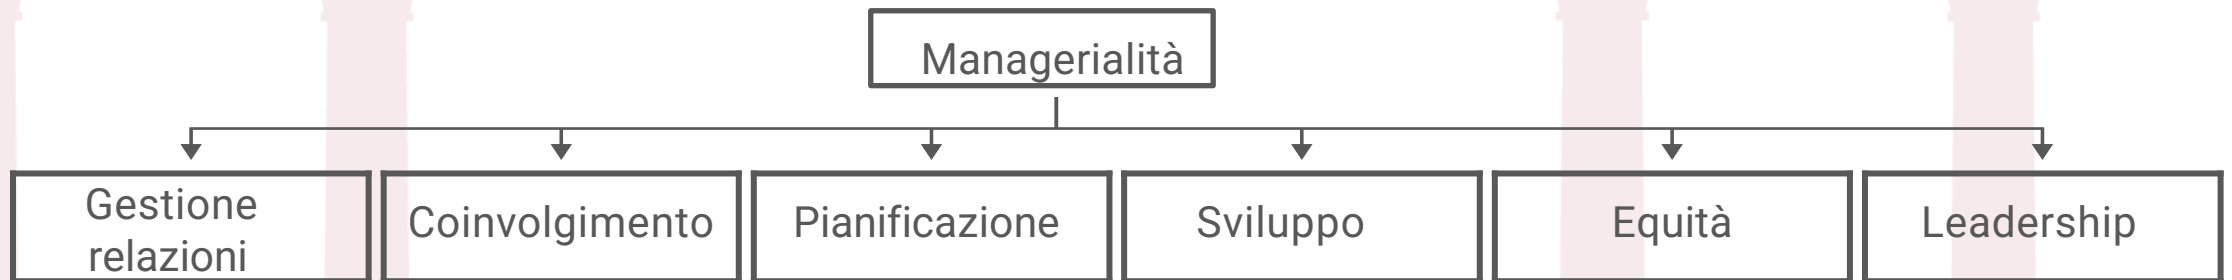 Managerialità
Gestione
relazioni
Coinvolgimento
Pianificazione
Sviluppo
Equità
Leadership